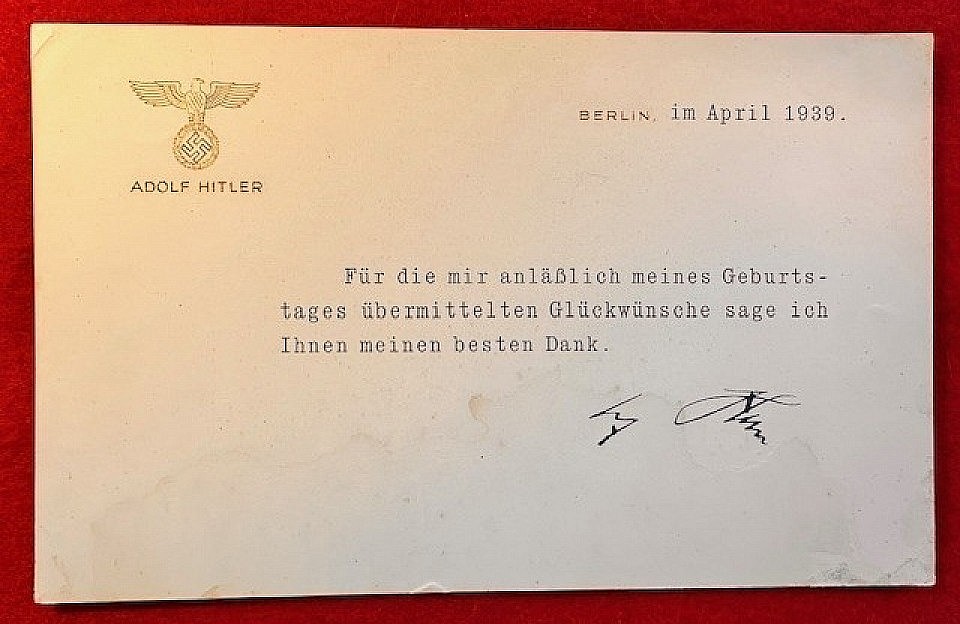 ADOLF HITLER
BERLIN, im April 1939.
Für die mir anläßlich meines Geburts-
tages übermittelten Glückwünsche sage ich
Ihnen meinen besten Dank.